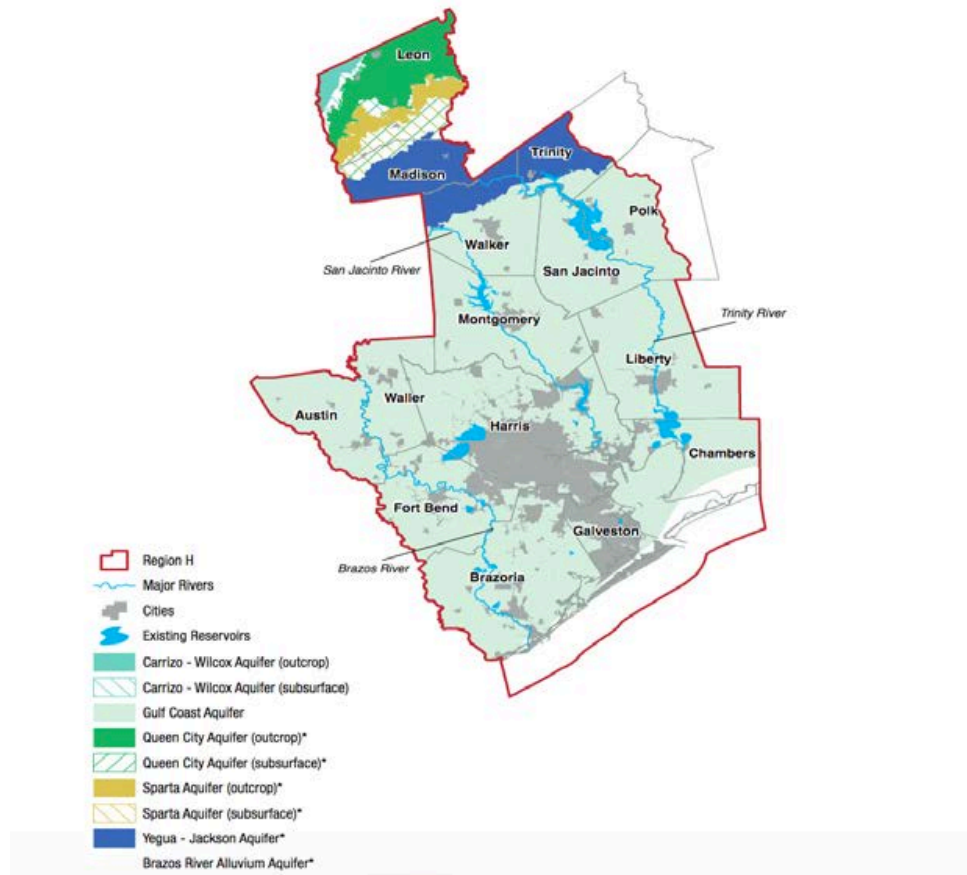 Leon
Trinity
Madison
Polk
Walker
San Jacinto River
San Jacinto
Montgomery
Trinity River
Liberty
Waller
Austin
Harris
Chambers
Fort Bend
Galveston
Brazos River
Brazoria
Region H
Major Rivers
Cities
Existing Reservoirs
Carrizo - Wilcox Aquifer (outcrop)
Carrizo - Wilcox Aquifer (subsurface)
Gulf Coast Aquifer
Queen City Aquifer (outcrop)*
Queen City Aquifer (subsurface)*
Sparta Aquifer (outcrop)*
Sparta Aquifer (subsurface)*
Yegua - Jackson Aquifer*
Brazos River Alluvium Aquifer*